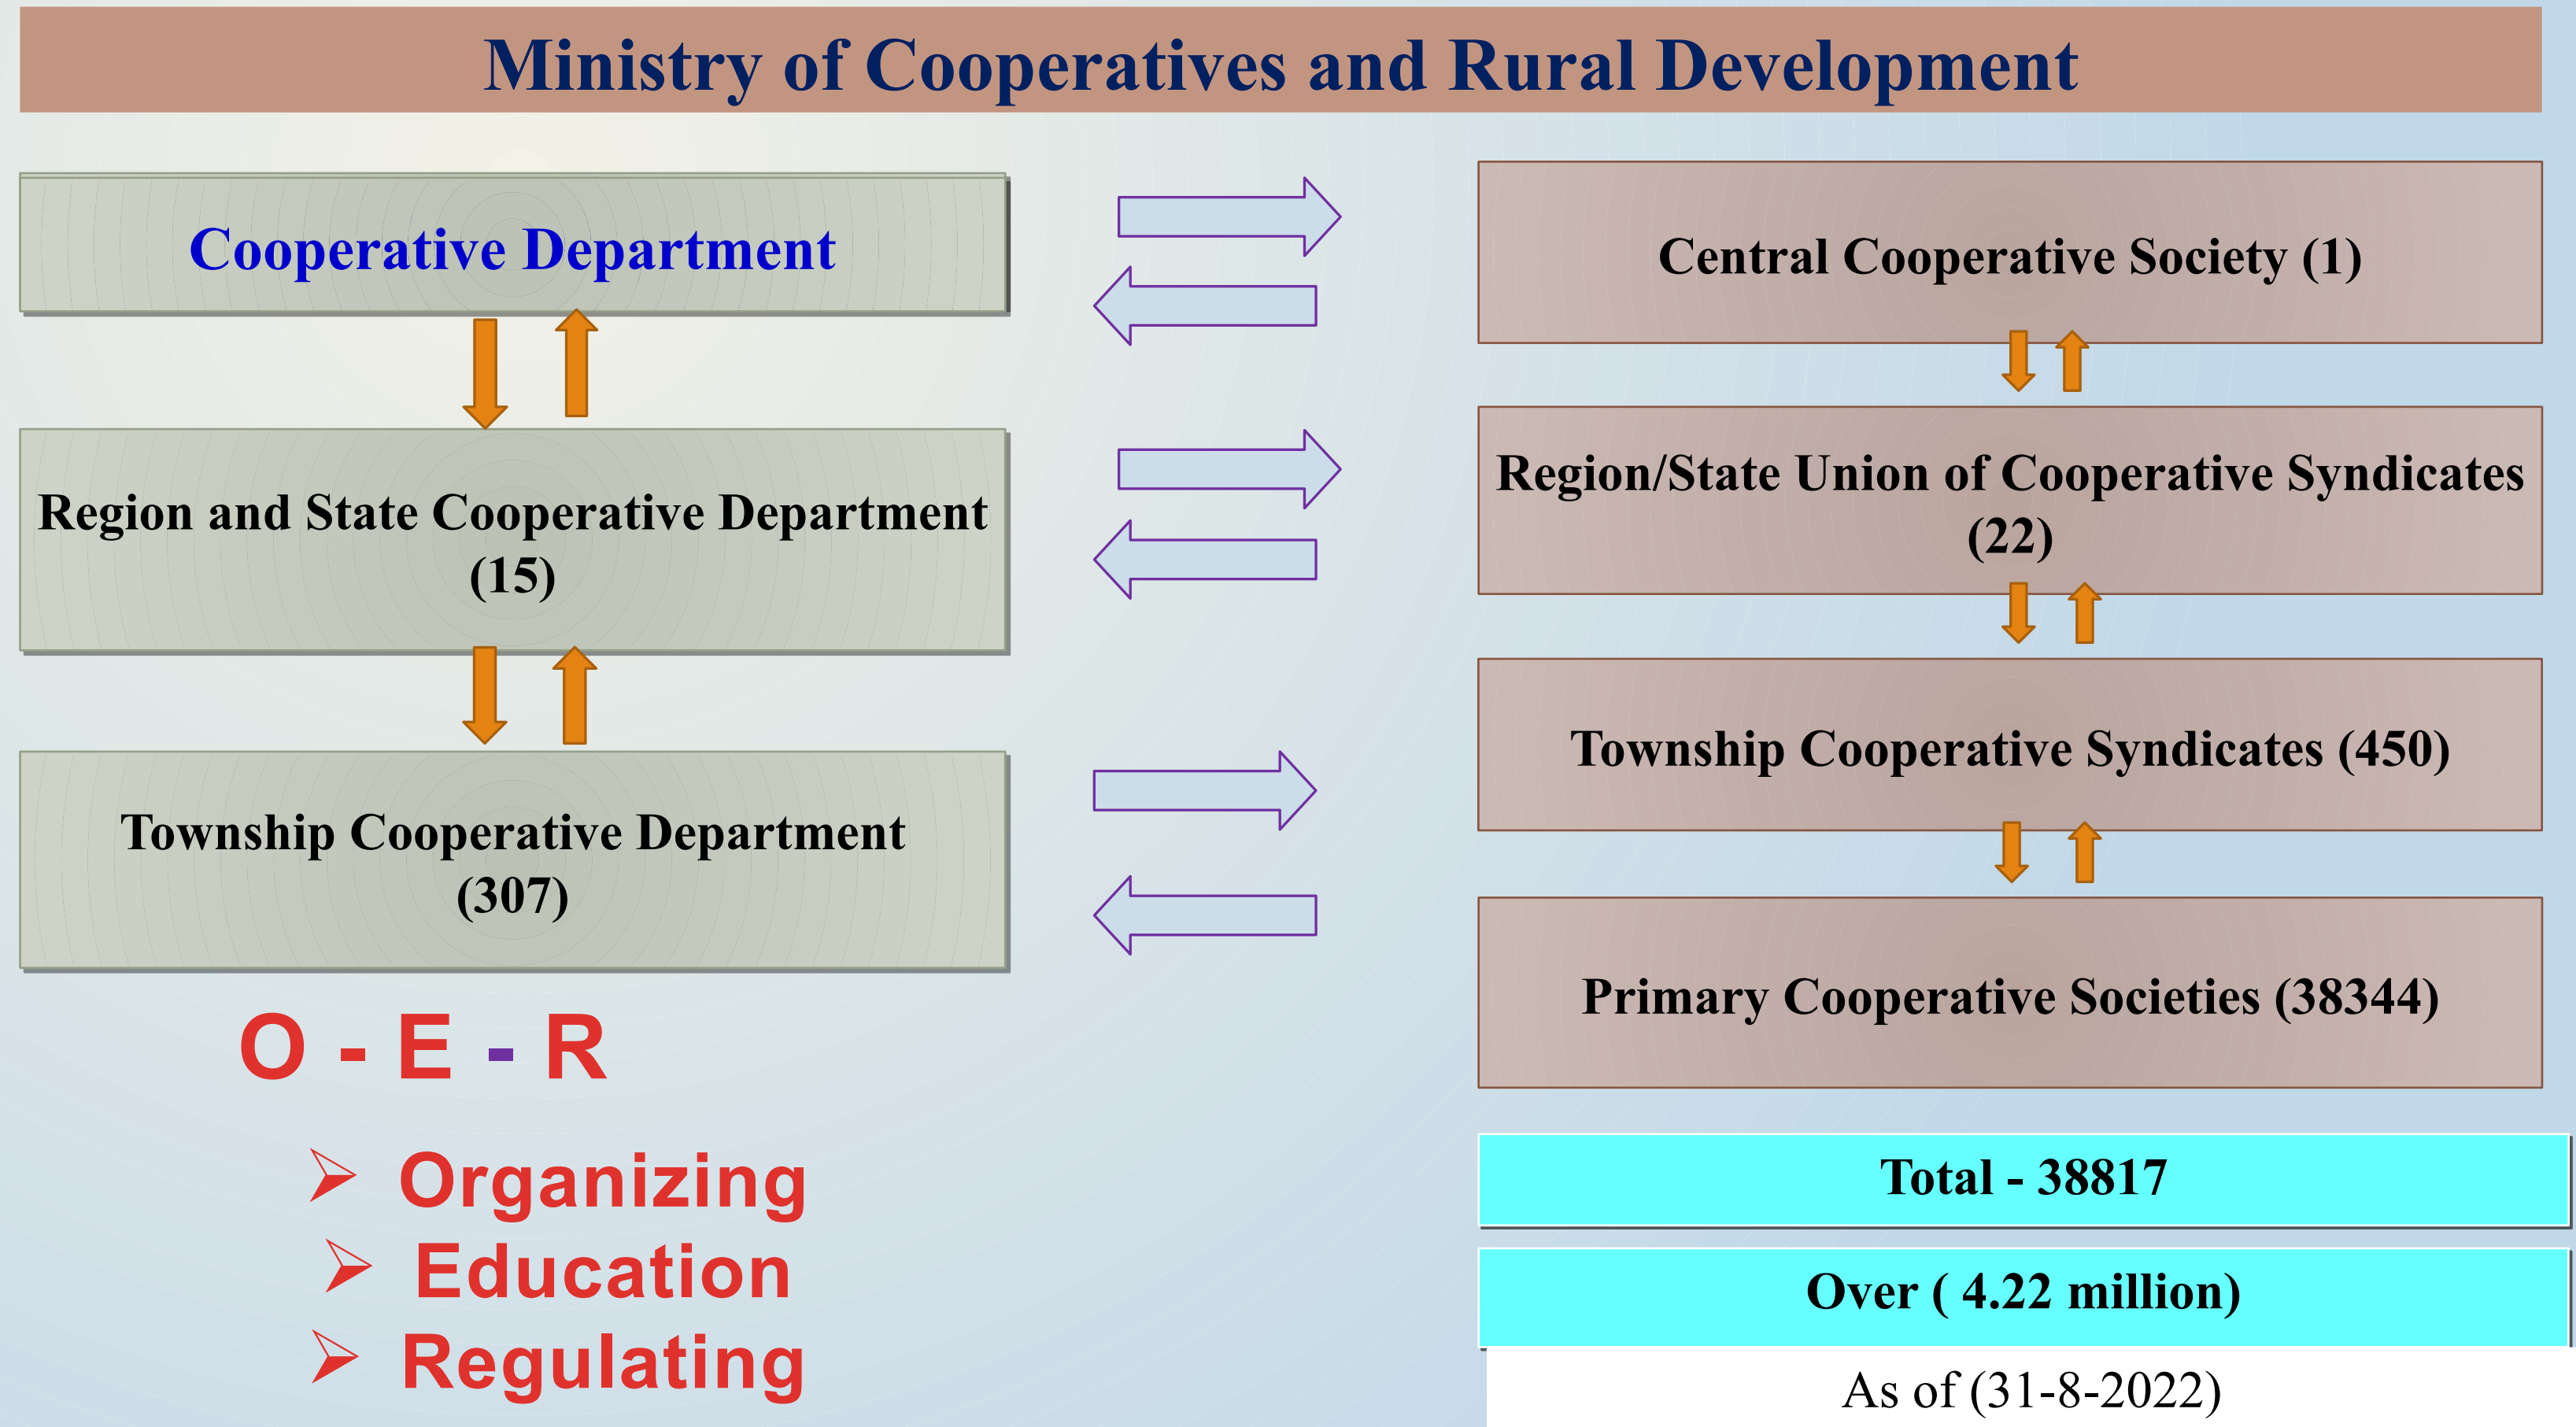 Ministry of Cooperatives and Rural Development
Cooperative Department
Region and State Cooperative Department
(15)
Township Cooperative Department
(307)
O - E - R
Organizing
Education
Regulating
Central Cooperative Society (1)
Region/State Union of Cooperative Syndicates
(22)
Township Cooperative Syndicates (450)
Primary Cooperative Societies (38344)
Total - 38817
Over ( 4.22 million)
As of (31-8-2022)